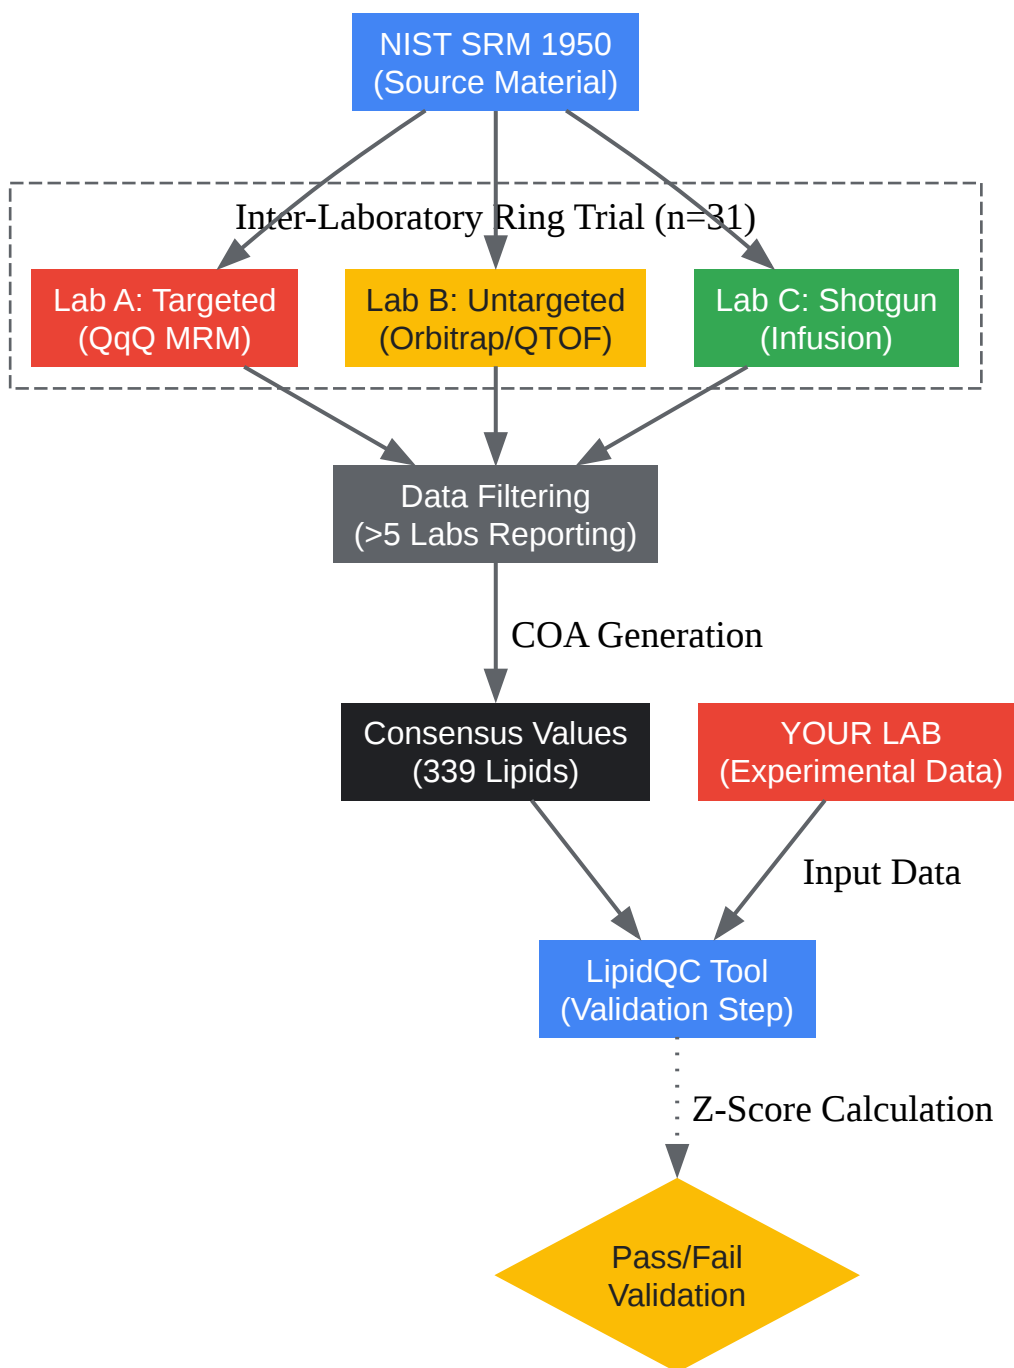 NIST SRM 1950
(Source Material)
Inter-Laboratory Ring Trial (n=31)
Lab A: Targeted
(QqQ MRM)
Lab B: Untargeted
(Orbitrap/QTOF)
Lab C: Shotgun
(Infusion)
Data Filtering
(>5 Labs Reporting)
COA Generation
Consensus Values
(339 Lipids)
YOUR LAB
(Experimental Data)
Input Data
LipidQC Tool
(Validation Step)
Z-Score Calculation
Pass/Fail
Validation